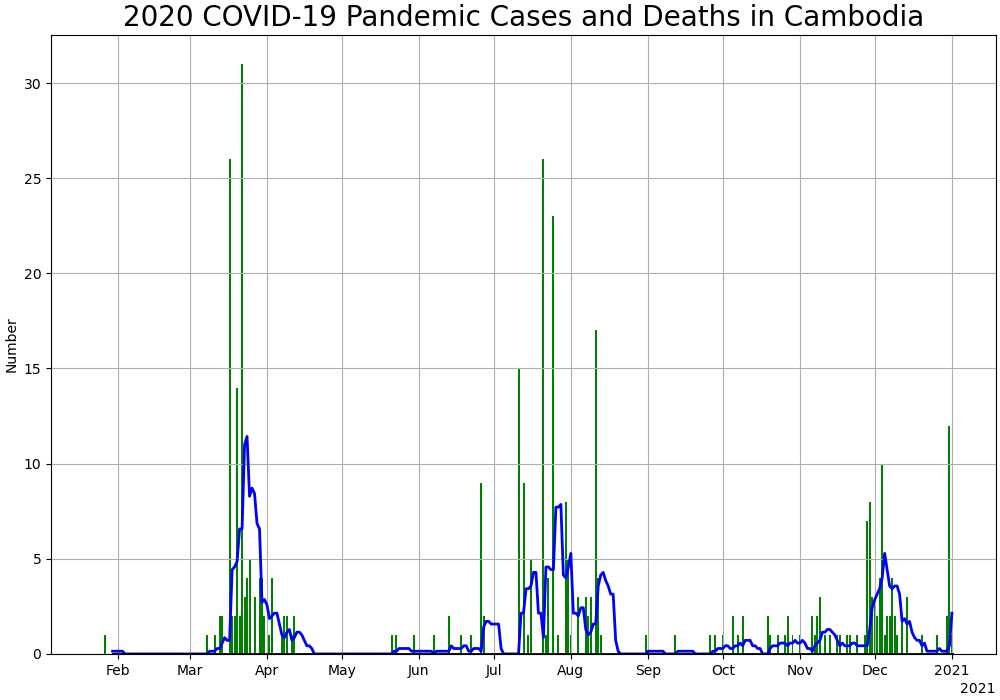 2020 COVID-19 Pandemic Cases and Deaths in Cambodia
Number
30
25
20
15
10
5
0
Feb Mar Apr May Jun Jul Aug Sep Oct Nov Dec 2021
2021